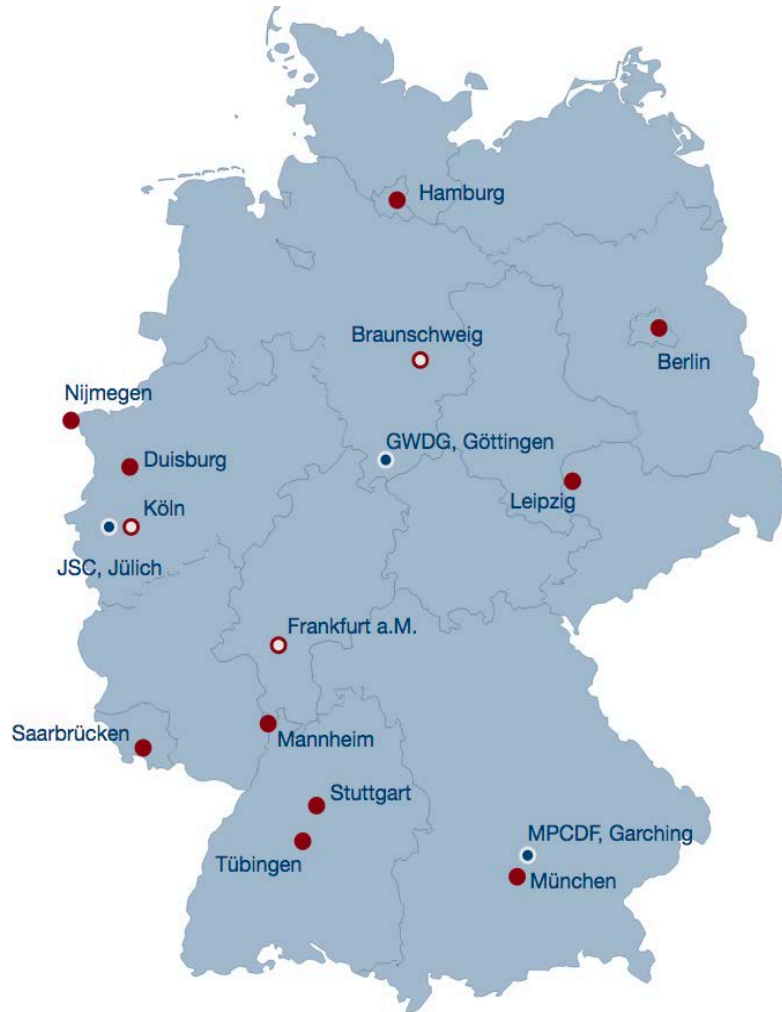 Hamburg
Braunschweig
Berlin
Nijmegen
GWDG, Göttingen
Duisburg
Leipzig
Köln
JSC, Jülich
Frankfurt a.M.
Saarbrücken
Mannheim
Stuttgart
MPCDF, Garching
Tübingen
München